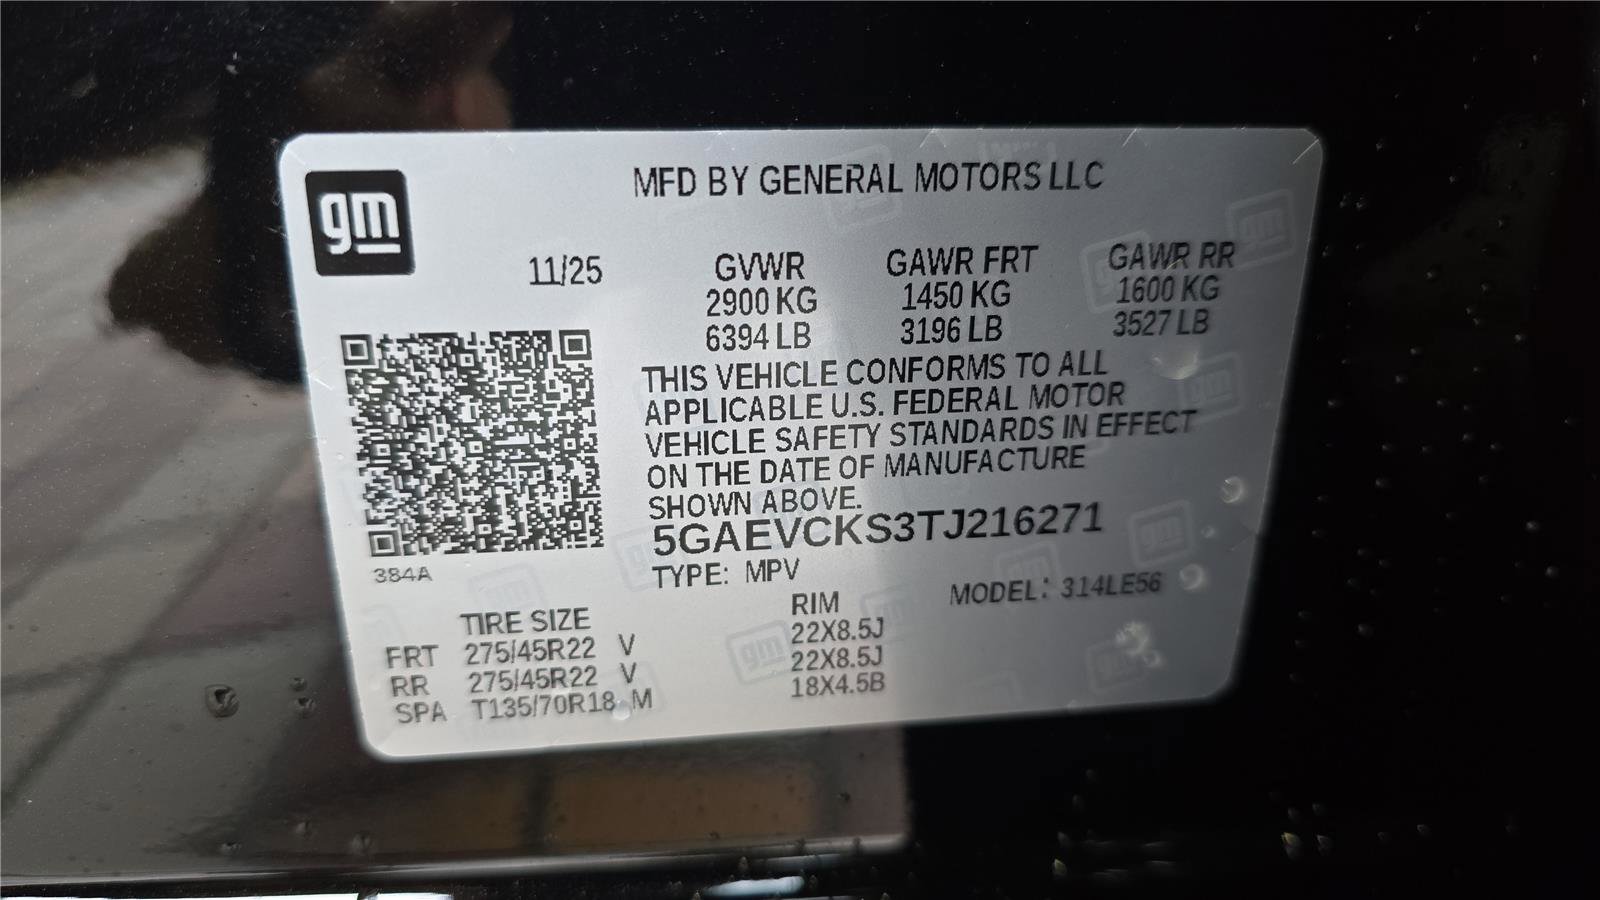 gm
MFD BY GENERAL MOTORS LLC
11/25 GVWR GAWR FRT GAWR RR
2900 KG 1450 KG 1600 KG
6394 LB 3196 LB 3527 LB
THIS VEHICLE CONFORMS TO ALL
APPLICABLE U.S. FEDERAL MOTOR
VEHICLE SAFETY STANDARDS IN EFFECT
ON THE DATE OF MANUFACTURE
SHOWN ABOVE.
5GAEVCKS3TJ216271
384A
TYPE: MPV MODEL: 314LE56
TIRE SIZE RIM
FRT 275/45R22 V 22X8.5J
RR 275/45R22 V 22X8.5J
SPA T135/70R18 M 18X4.5B